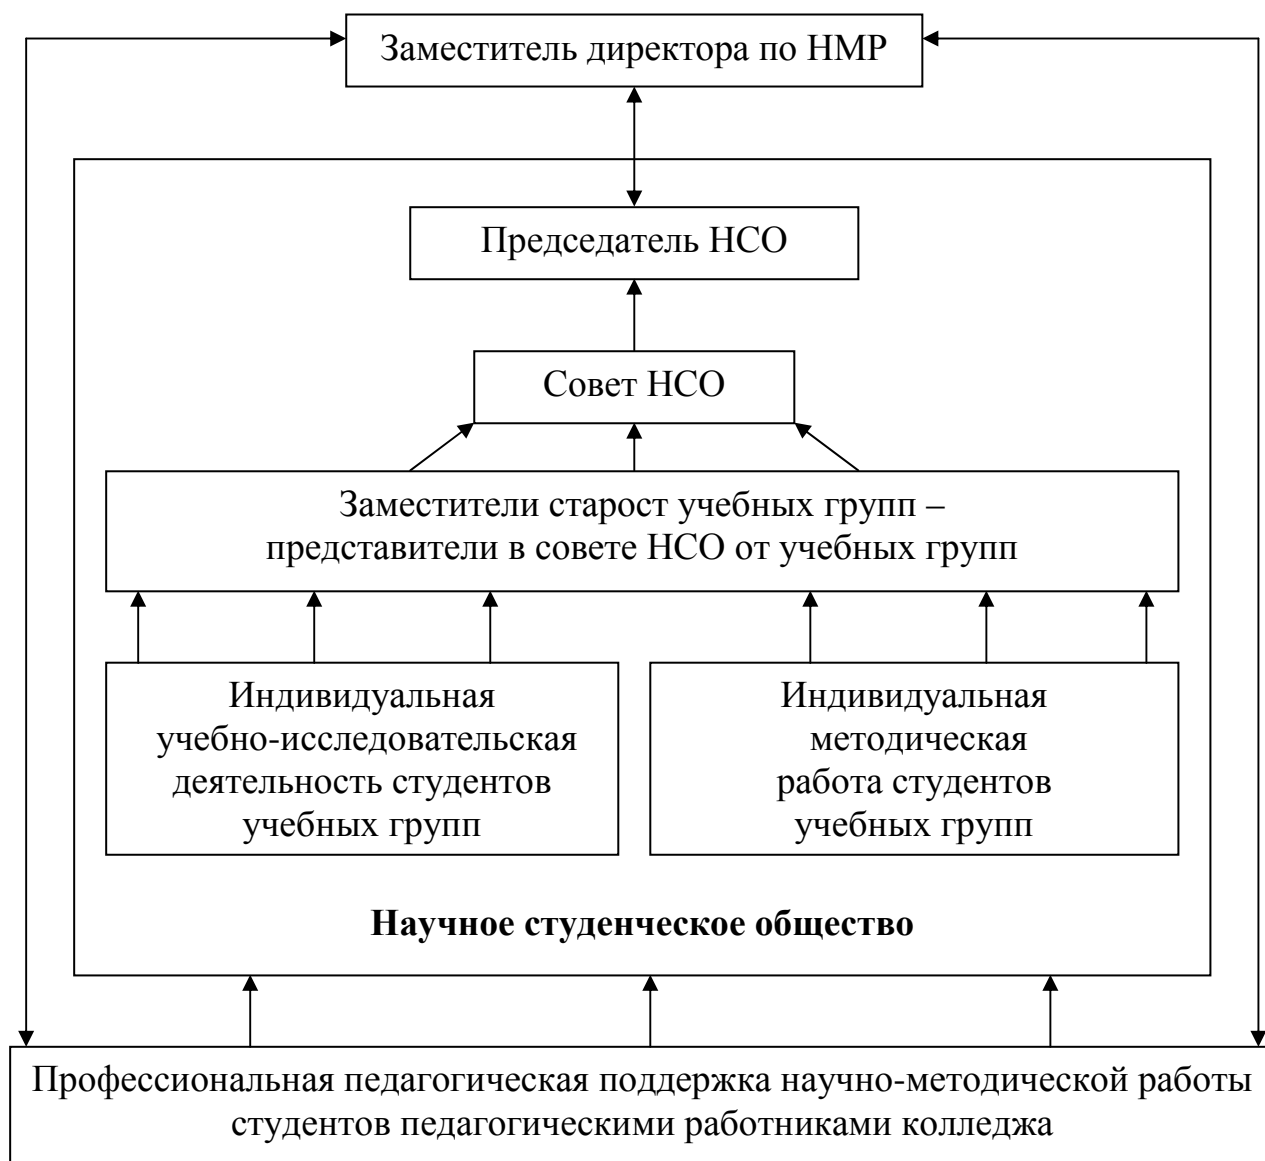 Заместитель директора по НМР
Председатель НСО
Совет НСО
Заместители старост учебных групп –
представители в совете НСО от учебных групп
Индивидуальная
учебно-исследовательская
деятельность студентов
учебных групп
Индивидуальная
методическая
работа студентов
учебных групп
Научное студенческое общество
Профессиональная педагогическая поддержка научно-методической работы
студентов педагогическими работниками колледжа